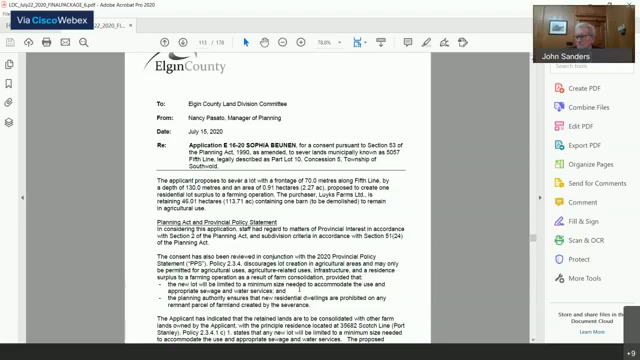 LDC_July22_2020_FINALPACKAGE_6.pdf - Adobe Acrobat Pro 2020
Via Cisco Webex
113 / 178
78.8%
John Sanders
ElginCounty
To: Elgin County Land Division Committee
From: Nancy Pasato, Manager of Planning
Date: July 15, 2020
Re: Application E 16-20 SOPHIA BEUNEN, for a consent pursuant to Section 53 of
the Planning Act, 1990, as amended, to sever lands municipally known as 5057
Fifth Line, legally described as Part Lot 10, Concession 5, Township of
Southwold.
The applicant proposes to sever a lot with a frontage of 70.0 metres along Fifth Line, by
a depth of 130.0 metres and an area of 0.91 hectares (2.27 ac), proposed to create one
residential lot surplus to a farming operation. The purchaser, Luyks Farms Ltd., is
retaining 46.01 hectares (113.71 ac) containing one barn (to be demolished) to remain
in agricultural use.
Planning Act and Provincial Policy Statement
In considering this application, staff had regard to matters of Provincial Interest in accordance
with Section 2 of the Planning Act, and subdivision criteria in accordance with Section 51(24)
of the Planning Act.
The consent has also been reviewed in conjunction with the 2020 Provincial Policy
Statement ("PPS"). Policy 2.3.4. discourages lot creation in agricultural areas and may only
be permitted for agricultural uses, agriculture-related uses, infrastructure, and a residence
surplus to a farming operation as a result of farm consolidation, provided that:
- the new lot will be limited to a minimum size needed to accommodate the use and
appropriate sewage and water services; and
- the planning authority ensures that new residential dwellings are prohibited on any
remnant parcel of farmland created by the severance.
The Applicant has indicated that the retained lands are to be consolidated with other farm
lands owned by the Applicant, with the principle residence located at 35682 Scotch Line (Port
Stanley). Policy 2.3.4.1 c) 1. states that any new lot will be limited to a minimum size needed
to accommodate the use and appropriate sewage and water services. The proposed
Search tools
Create PDF
Combine Files
Edit PDF
Export PDF
Organize Pages
Send for Comments
Comment
Fill & Sign
Scan & OCR
Protect
More Tools
Store and share files in the
Document Cloud
Learn More
+9